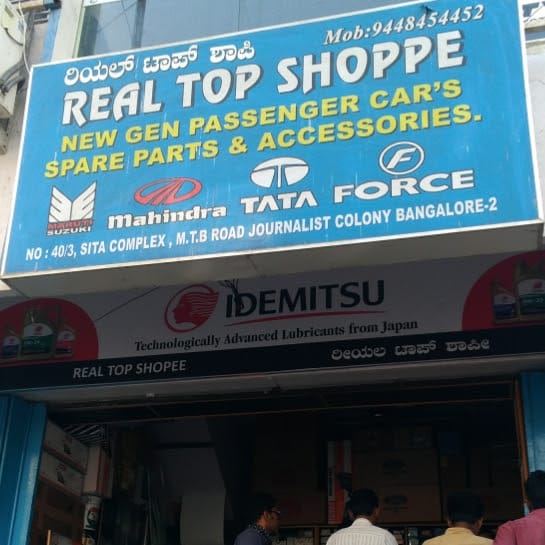 Mob:9448454452
ರಿಯಲ್ ಟಾಪ್ ಶಾಪಿ
REAL TOP SHOPPE
NEW GEN PASSENGER CAR'S
SPARE PARTS & ACCESSORIES.
MARUTI SUZUKI Mahindra TATA FORCE
NO : 40/3, SITA COMPLEX , M.T.B ROAD JOURNALIST COLONY BANGALORE-2
IDEMITSU
Technologically Advanced Lubricants from Japan
REAL TOP SHOPEE ರೀಯಲ ಟಾಪ್ ಶಾಪೀ